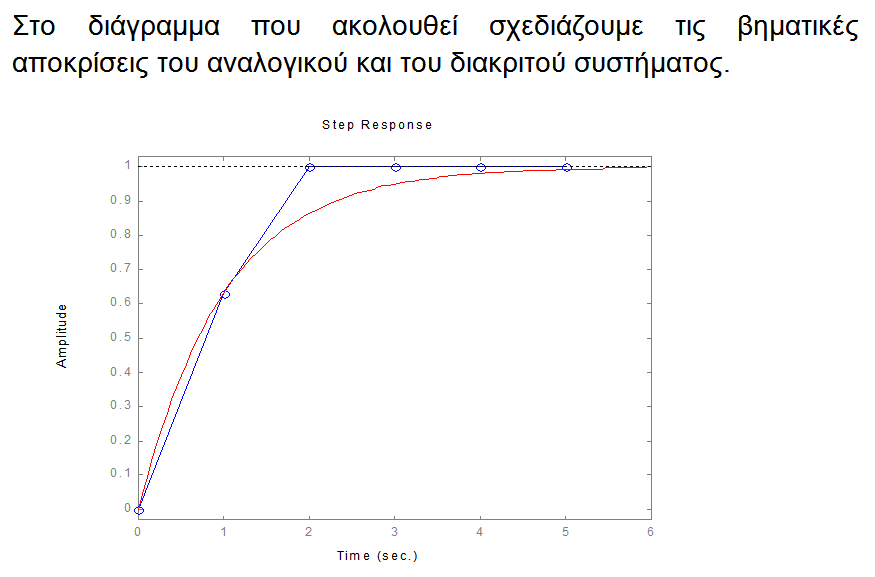 Στο διάγραμμα που ακολουθεί σχεδιάζουμε τις βηματικές
αποκρίσεις του αναλογικού και του διακριτού συστήματος.
Step Response
1
0.9
0.8
0.7
0.6
0.5
0.4
0.3
0.2
0.1
0
Amplitude
0 1 2 3 4 5 6
Time (sec.)